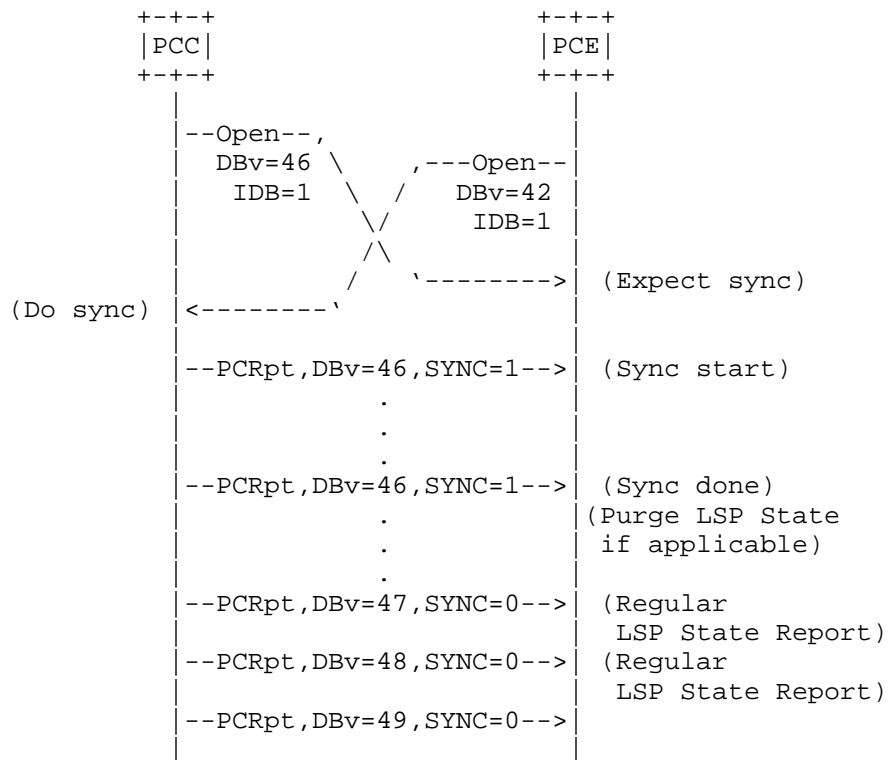 +-+-+                    +-+-+
|PCC|                    |PCE|
+-+-+                    +-+-+
--Open--,
DBv=46 \    ,---Open--
IDB=1  \  /    DBv=42
\/      IDB=1
/\
/  ‘--------> (Expect sync)
(Do sync) <--------‘
--PCRpt,DBv=46,SYNC=1--> (Sync start)
.
.
.
--PCRpt,DBv=46,SYNC=1--> (Sync done)
. (Purge LSP State
. if applicable)
.
--PCRpt,DBv=47,SYNC=0--> (Regular
LSP State Report)
--PCRpt,DBv=48,SYNC=0--> (Regular
LSP State Report)
--PCRpt,DBv=49,SYNC=0-->